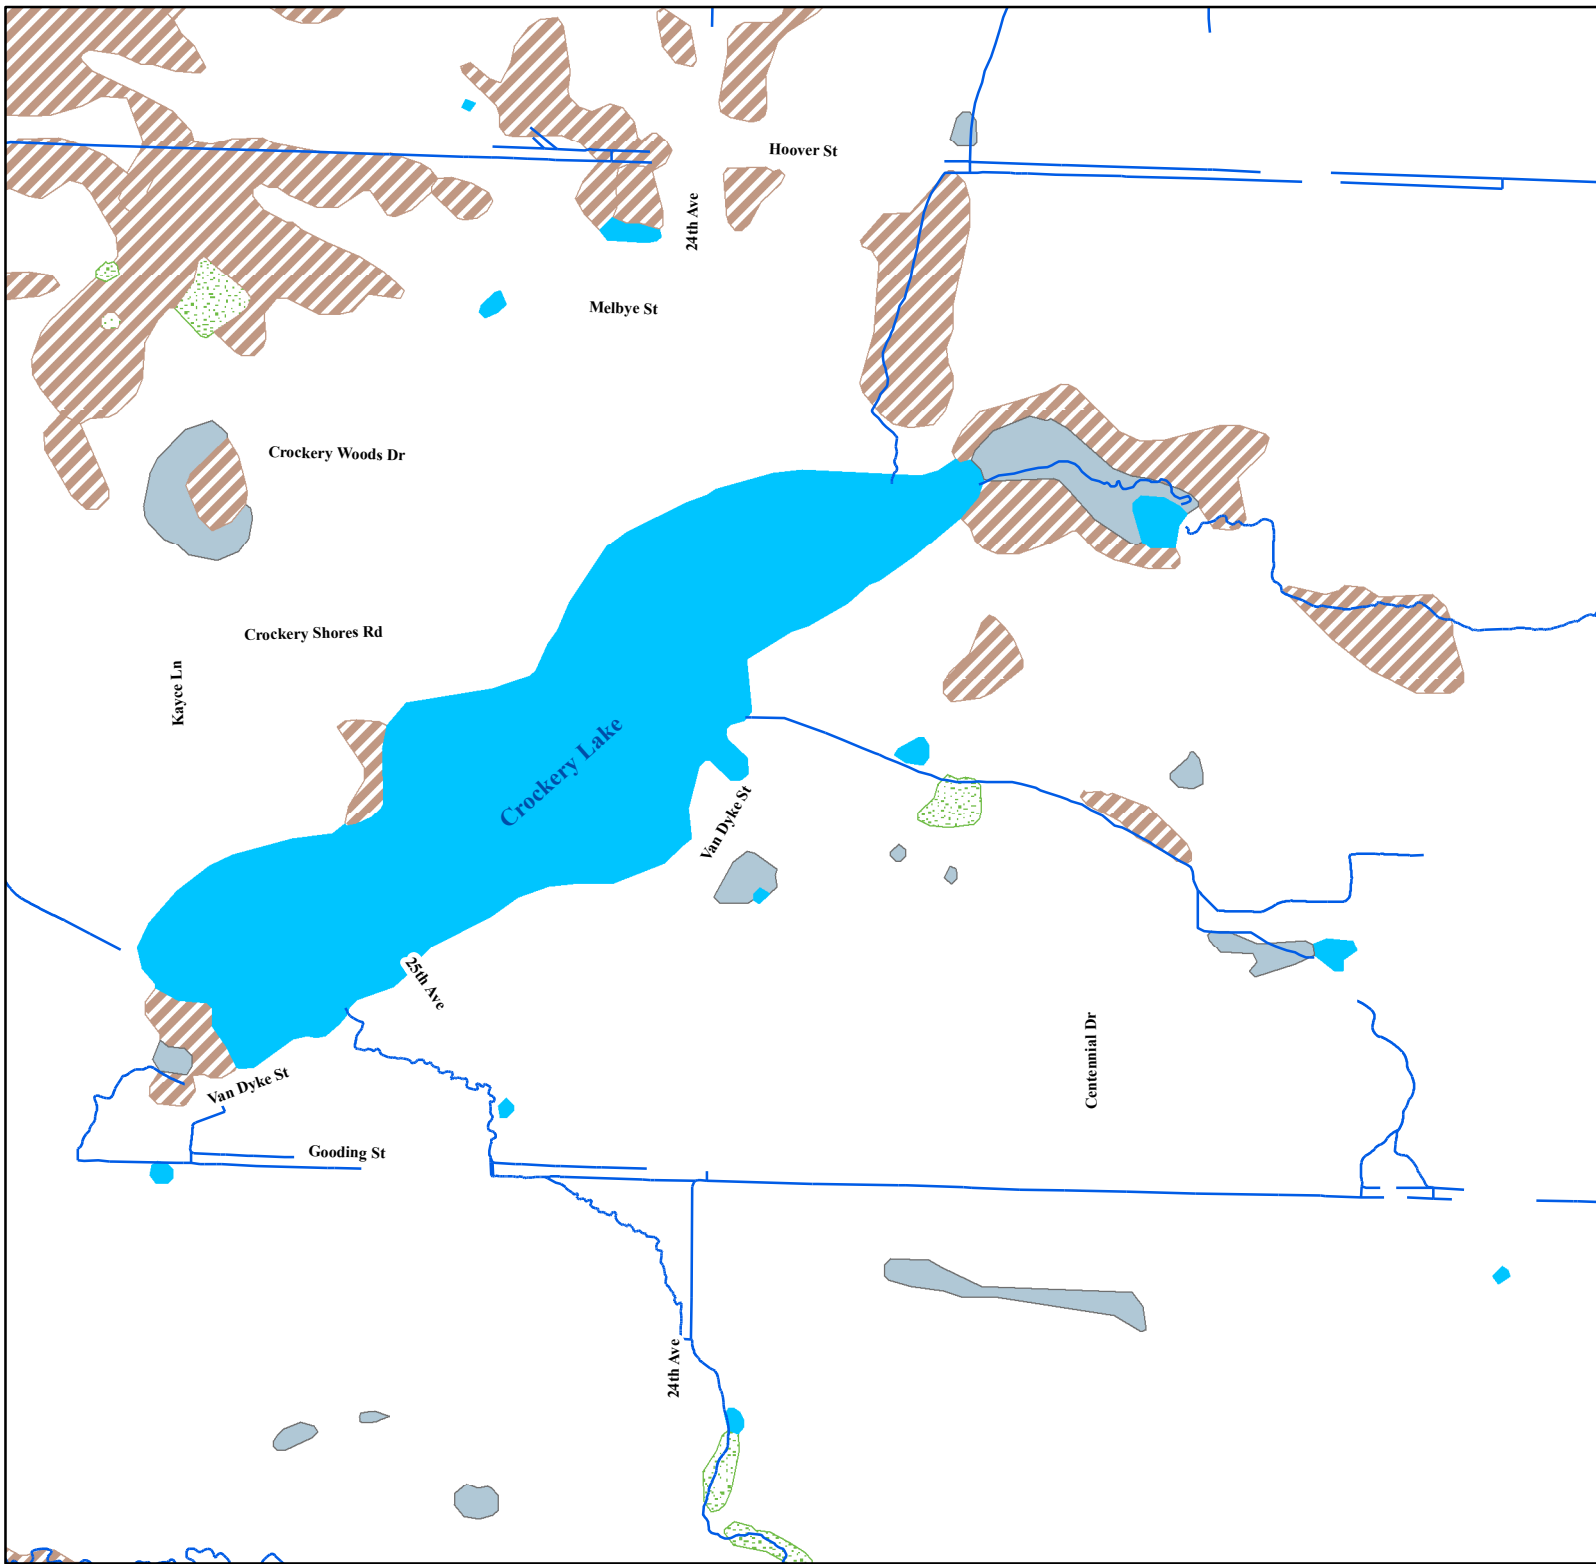 Hoover St
24th Ave
Melbye St
Crockery Woods Dr
Crockery Shores Rd
Kayce Ln
Crockery Lake
Van Dyke St
25th Ave
Centennial Dr
Van Dyke St
Gooding St
24th Ave